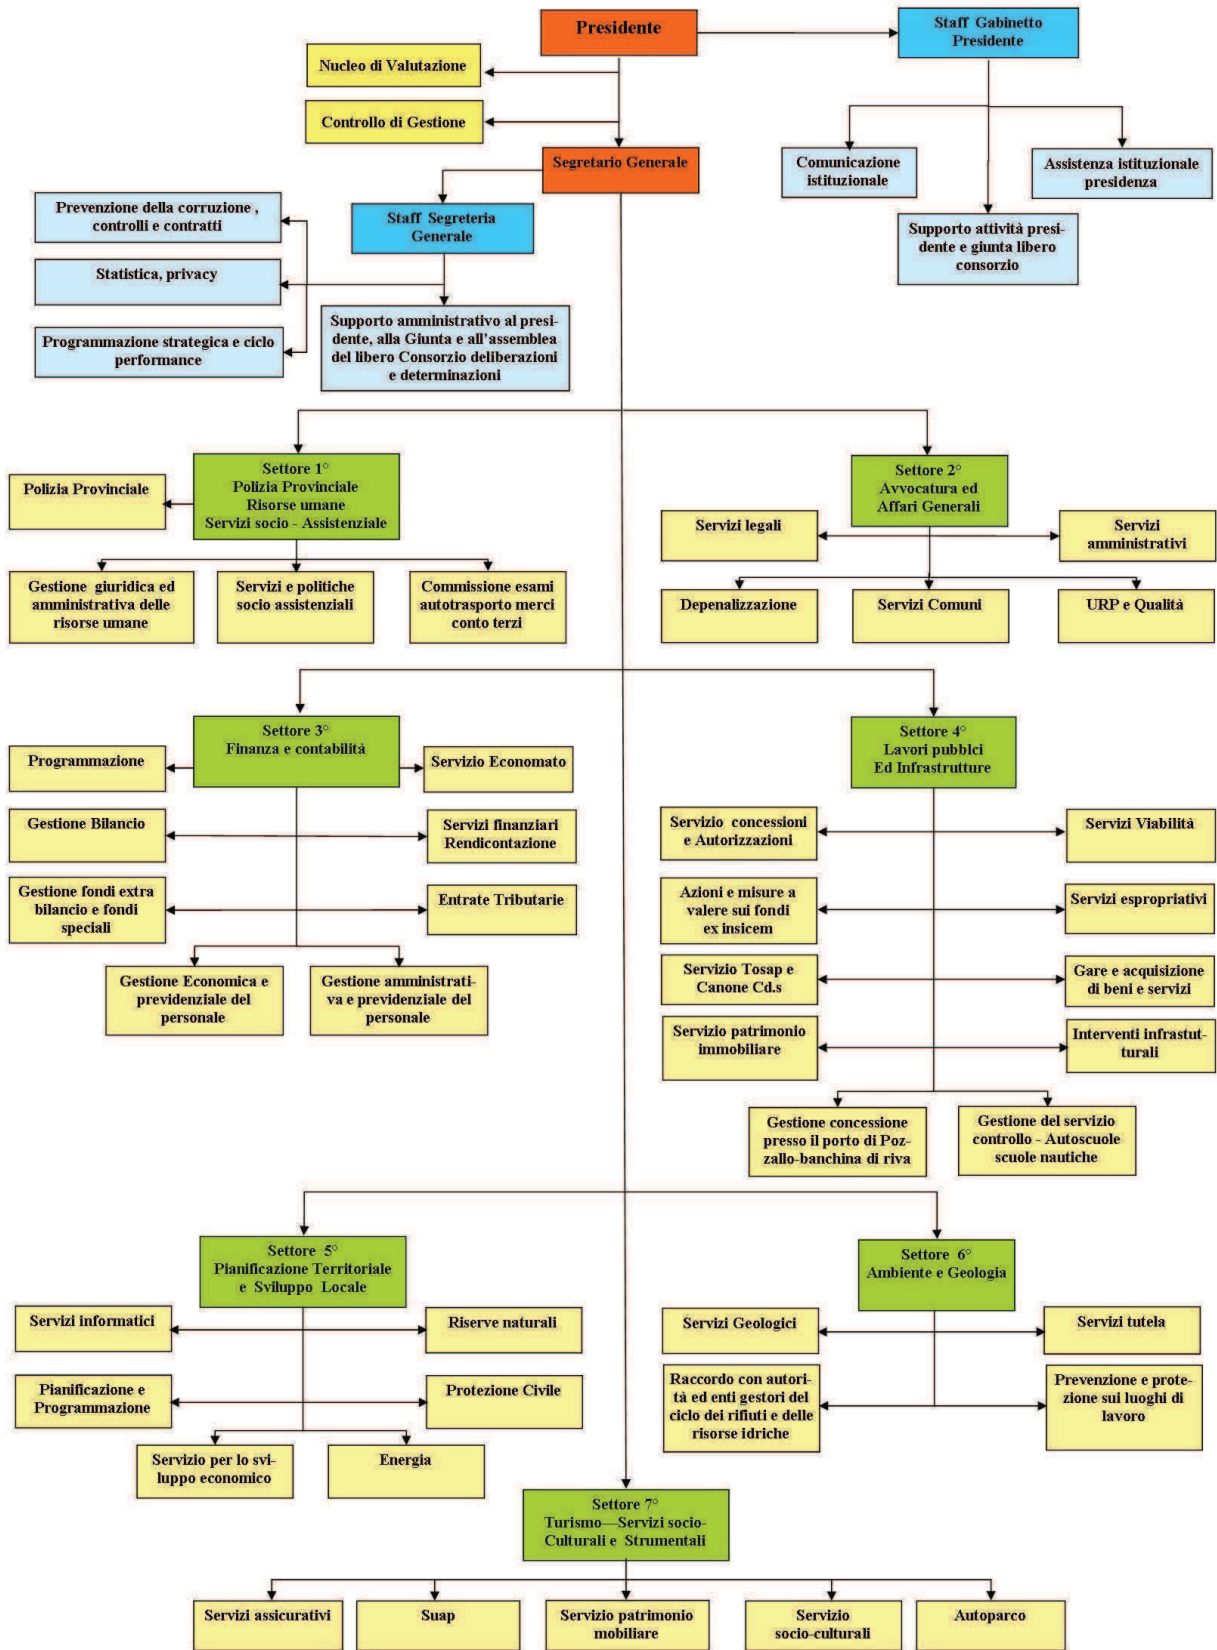 Presidente
Staff Gabinetto
Presidente
Nucleo di Valutazione
Controllo di Gestione
Segretario Generale
Comunicazione
istituzionale
Assistenza istituzionale
presidenza
Supporto attività presi-
dente e giunta libero
consorzio
Prevenzione della corruzione ,
controlli e contratti
Staff Segreteria
Generale
Statistica, privacy
Programmazione strategica e ciclo
performance
Supporto amministrativo al presi-
dente, alla Giunta e all'assemblea
del libero Consorzio deliberazioni
e determinazioni
Settore 1°
Polizia Provinciale
Risorse umane
Servizi socio - Assistenziale
Polizia Provinciale
Gestione giuridica ed
amministrativa delle
risorse umane
Servizi e politiche
socio assistenziali
Commissione esami
autotrasporto merci
conto terzi
Settore 2°
Avvocatura ed
Affari Generali
Servizi legali
Servizi
amministrativi
Depenalizzazione
Servizi Comuni
URP e Qualità
Settore 3°
Finanza e contabilità
Programmazione
Servizio Economato
Gestione Bilancio
Servizi finanziari
Rendicontazione
Gestione fondi extra
bilancio e fondi
speciali
Entrate Tributarie
Gestione Economica e
previdenziale del
personale
Gestione amministrati-
va e previdenziale del
personale
Settore 4°
Lavori pubblci
Ed Infrastrutture
Servizio concessioni
e Autorizzazioni
Servizi Viabilità
Azioni e misure a
valere sui fondi
ex insicem
Servizi espropriativi
Servizio Tosap e
Canone Cd.s
Gare e acquisizione
di beni e servizi
Servizio patrimonio
immobiliare
Interventi infrastut-
turali
Gestione concessione
presso il porto di Poz-
zallo-banchina di riva
Gestione del servizio
controllo - Autoscuole
scuole nautiche
Settore 5°
Pianificazione Territoriale
e Sviluppo Locale
Servizi informatici
Riserve naturali
Pianificazione e
Programmazione
Protezione Civile
Servizio per lo svi-
luppo economico
Energia
Settore 6°
Ambiente e Geologia
Servizi Geologici
Servizi tutela
Raccordo con autori-
tà ed enti gestori del
ciclo dei rifiuti e delle
risorse idriche
Prevenzione e prote-
zione sui luoghi di
lavoro
Settore 7°
Turismo—Servizi socio-
Culturali e Strumentali
Servizi assicurativi
Suap
Servizio patrimonio
mobiliare
Servizio
socio-culturali
Autoparco